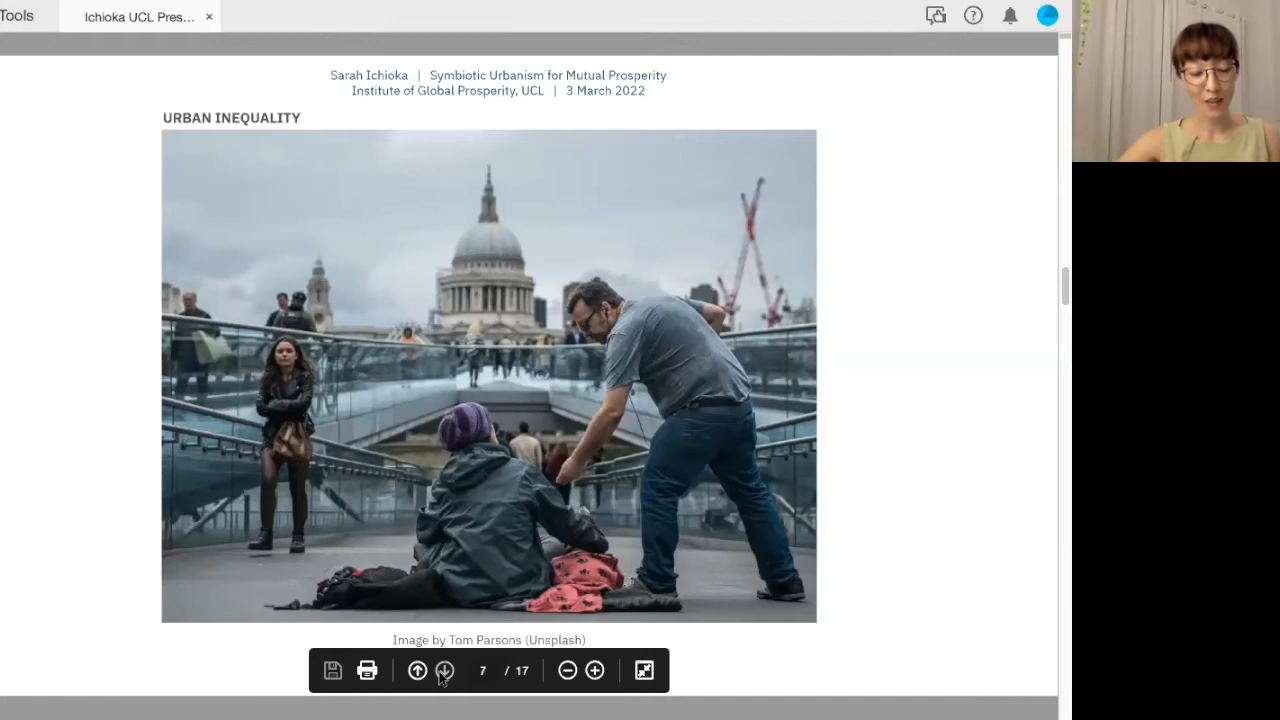 Tools
Ichioka UCL Pres... ×
Sarah Ichioka | Symbiotic Urbanism for Mutual Prosperity
Institute of Global Prosperity, UCL | 3 March 2022
URBAN INEQUALITY
Image by Tom Parsons (Unsplash)
7 / 17